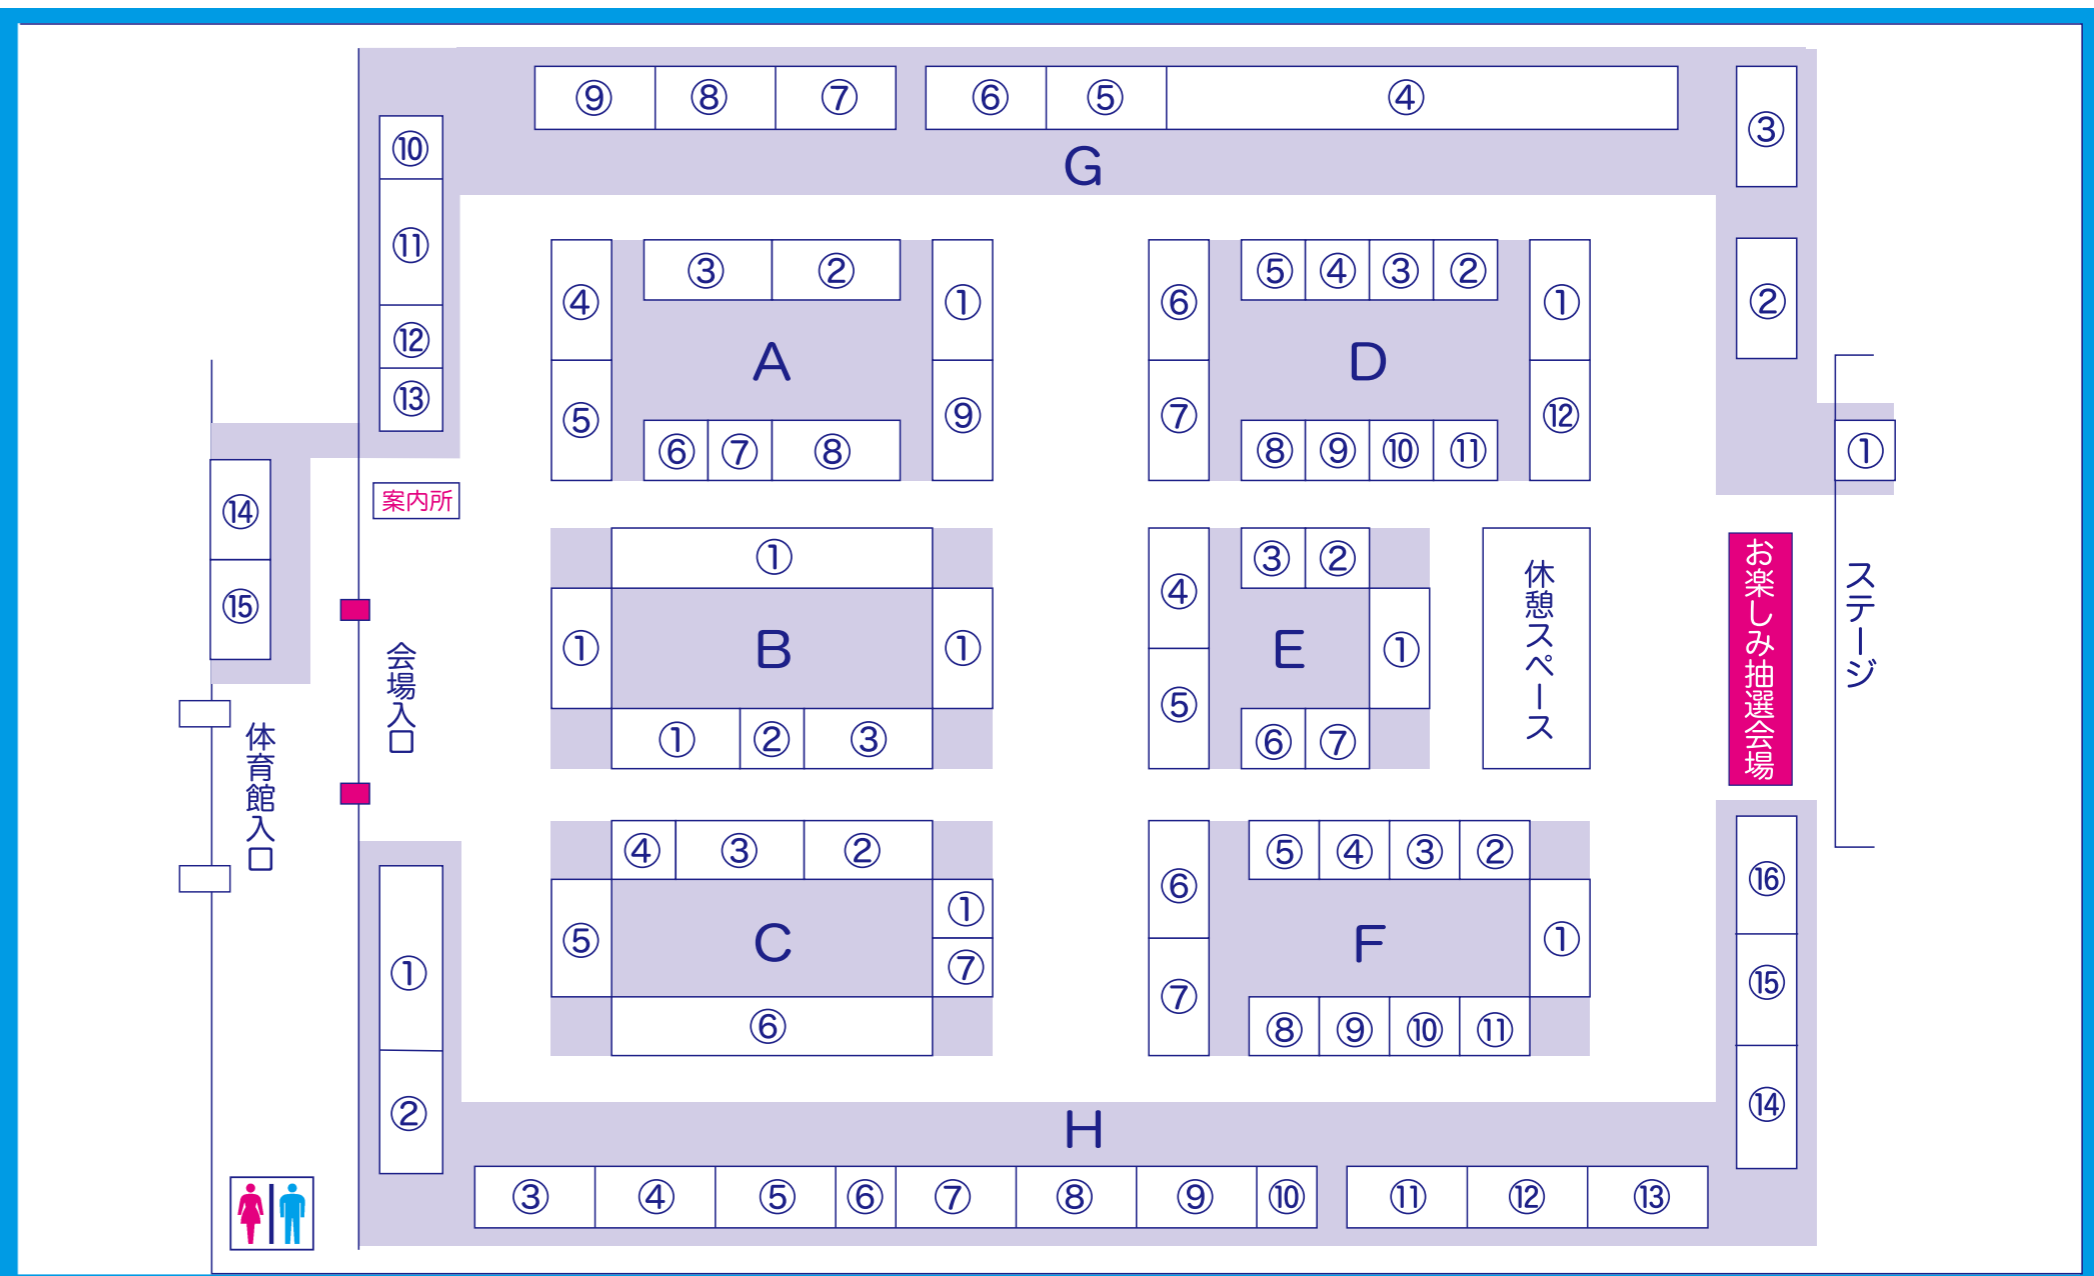 ⑨ ⑧ ⑦ ⑥ ⑤ ④ ③
⑩
G
⑪
③ ② ⑤ ④ ③ ②
④ ① ⑥ ① ②
⑫
A D
⑬
⑤ ⑨ ⑦ ⑫
⑥ ⑦ ⑧ ⑧ ⑨ ⑩ ⑪ ①
案内所
⑭
① ③ ②
④
⑮
① B ① E ①
⑤
① ② ③ ⑥ ⑦
休憩スペース
お楽しみ抽選会場
ステージ
会場入口
体育館入口
④ ③ ② ⑤ ④ ③ ②
⑥ ⑯
①
⑤ C F ①
① ⑦
⑦ ⑮
⑥ ⑧ ⑨ ⑩ ⑪
② ⑭
H
③ ④ ⑤ ⑥ ⑦ ⑧ ⑨ ⑩ ⑪ ⑫ ⑬